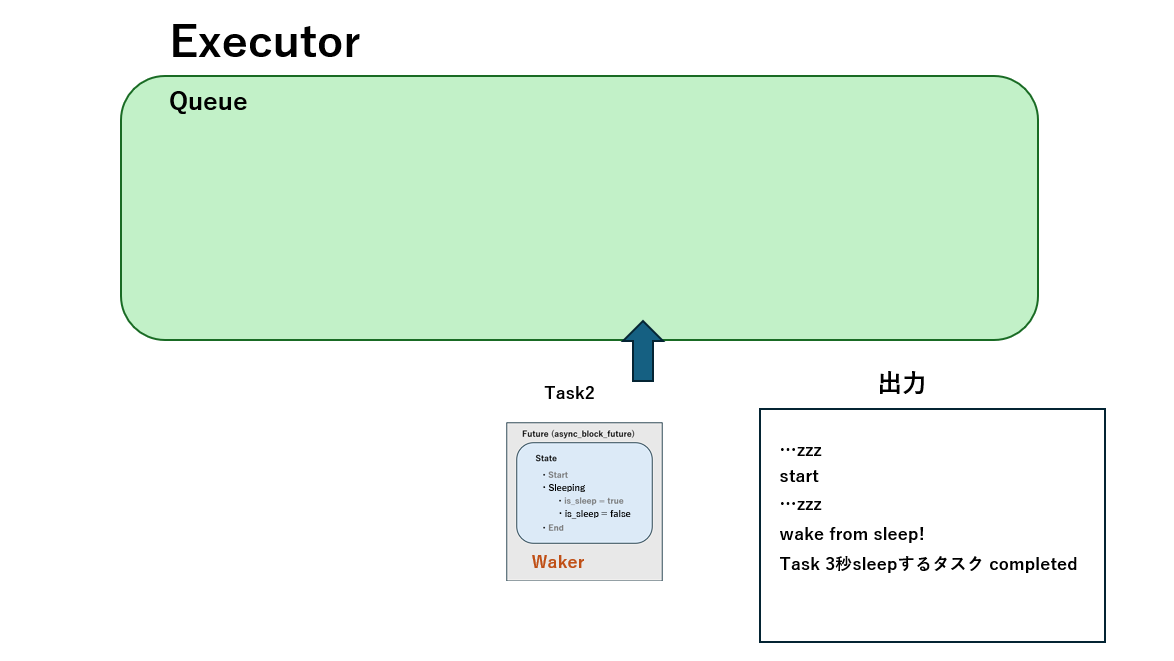 Executor
Queue
Task2
Future (async_block_future)
State
・Start
・Sleeping
・is_sleep = true
・is_sleep = false
・End
Waker
出力
…zzz
start
…zzz
wake from sleep!
Task 3秒sleepするタスク completed